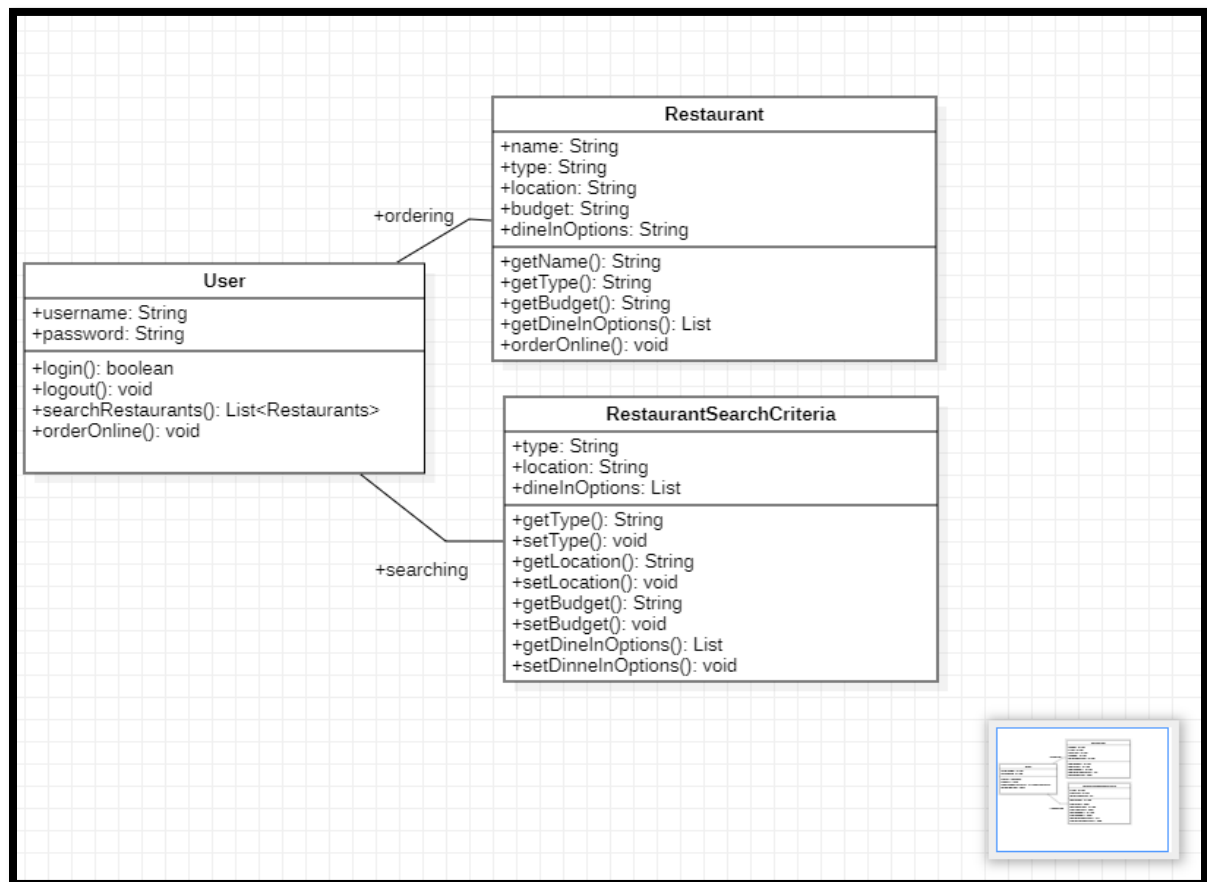 Restaurant
+name: String
+type: String
+location: String
+budget: String
+dineInOptions: String
+getName(): String
+getType(): String
+getBudget(): String
+getDineInOptions(): List
+orderOnline(): void
+ordering
User
+username: String
+password: String
+login(): boolean
+logout(): void
+searchRestaurants(): List<Restaurants>
+orderOnline(): void
+searching
RestaurantSearchCriteria
+type: String
+location: String
+dineInOptions: List
+getType(): String
+setType(): void
+getLocation(): String
+setLocation(): void
+getBudget(): String
+setBudget(): void
+getDineInOptions(): List
+setDinneInOptions(): void